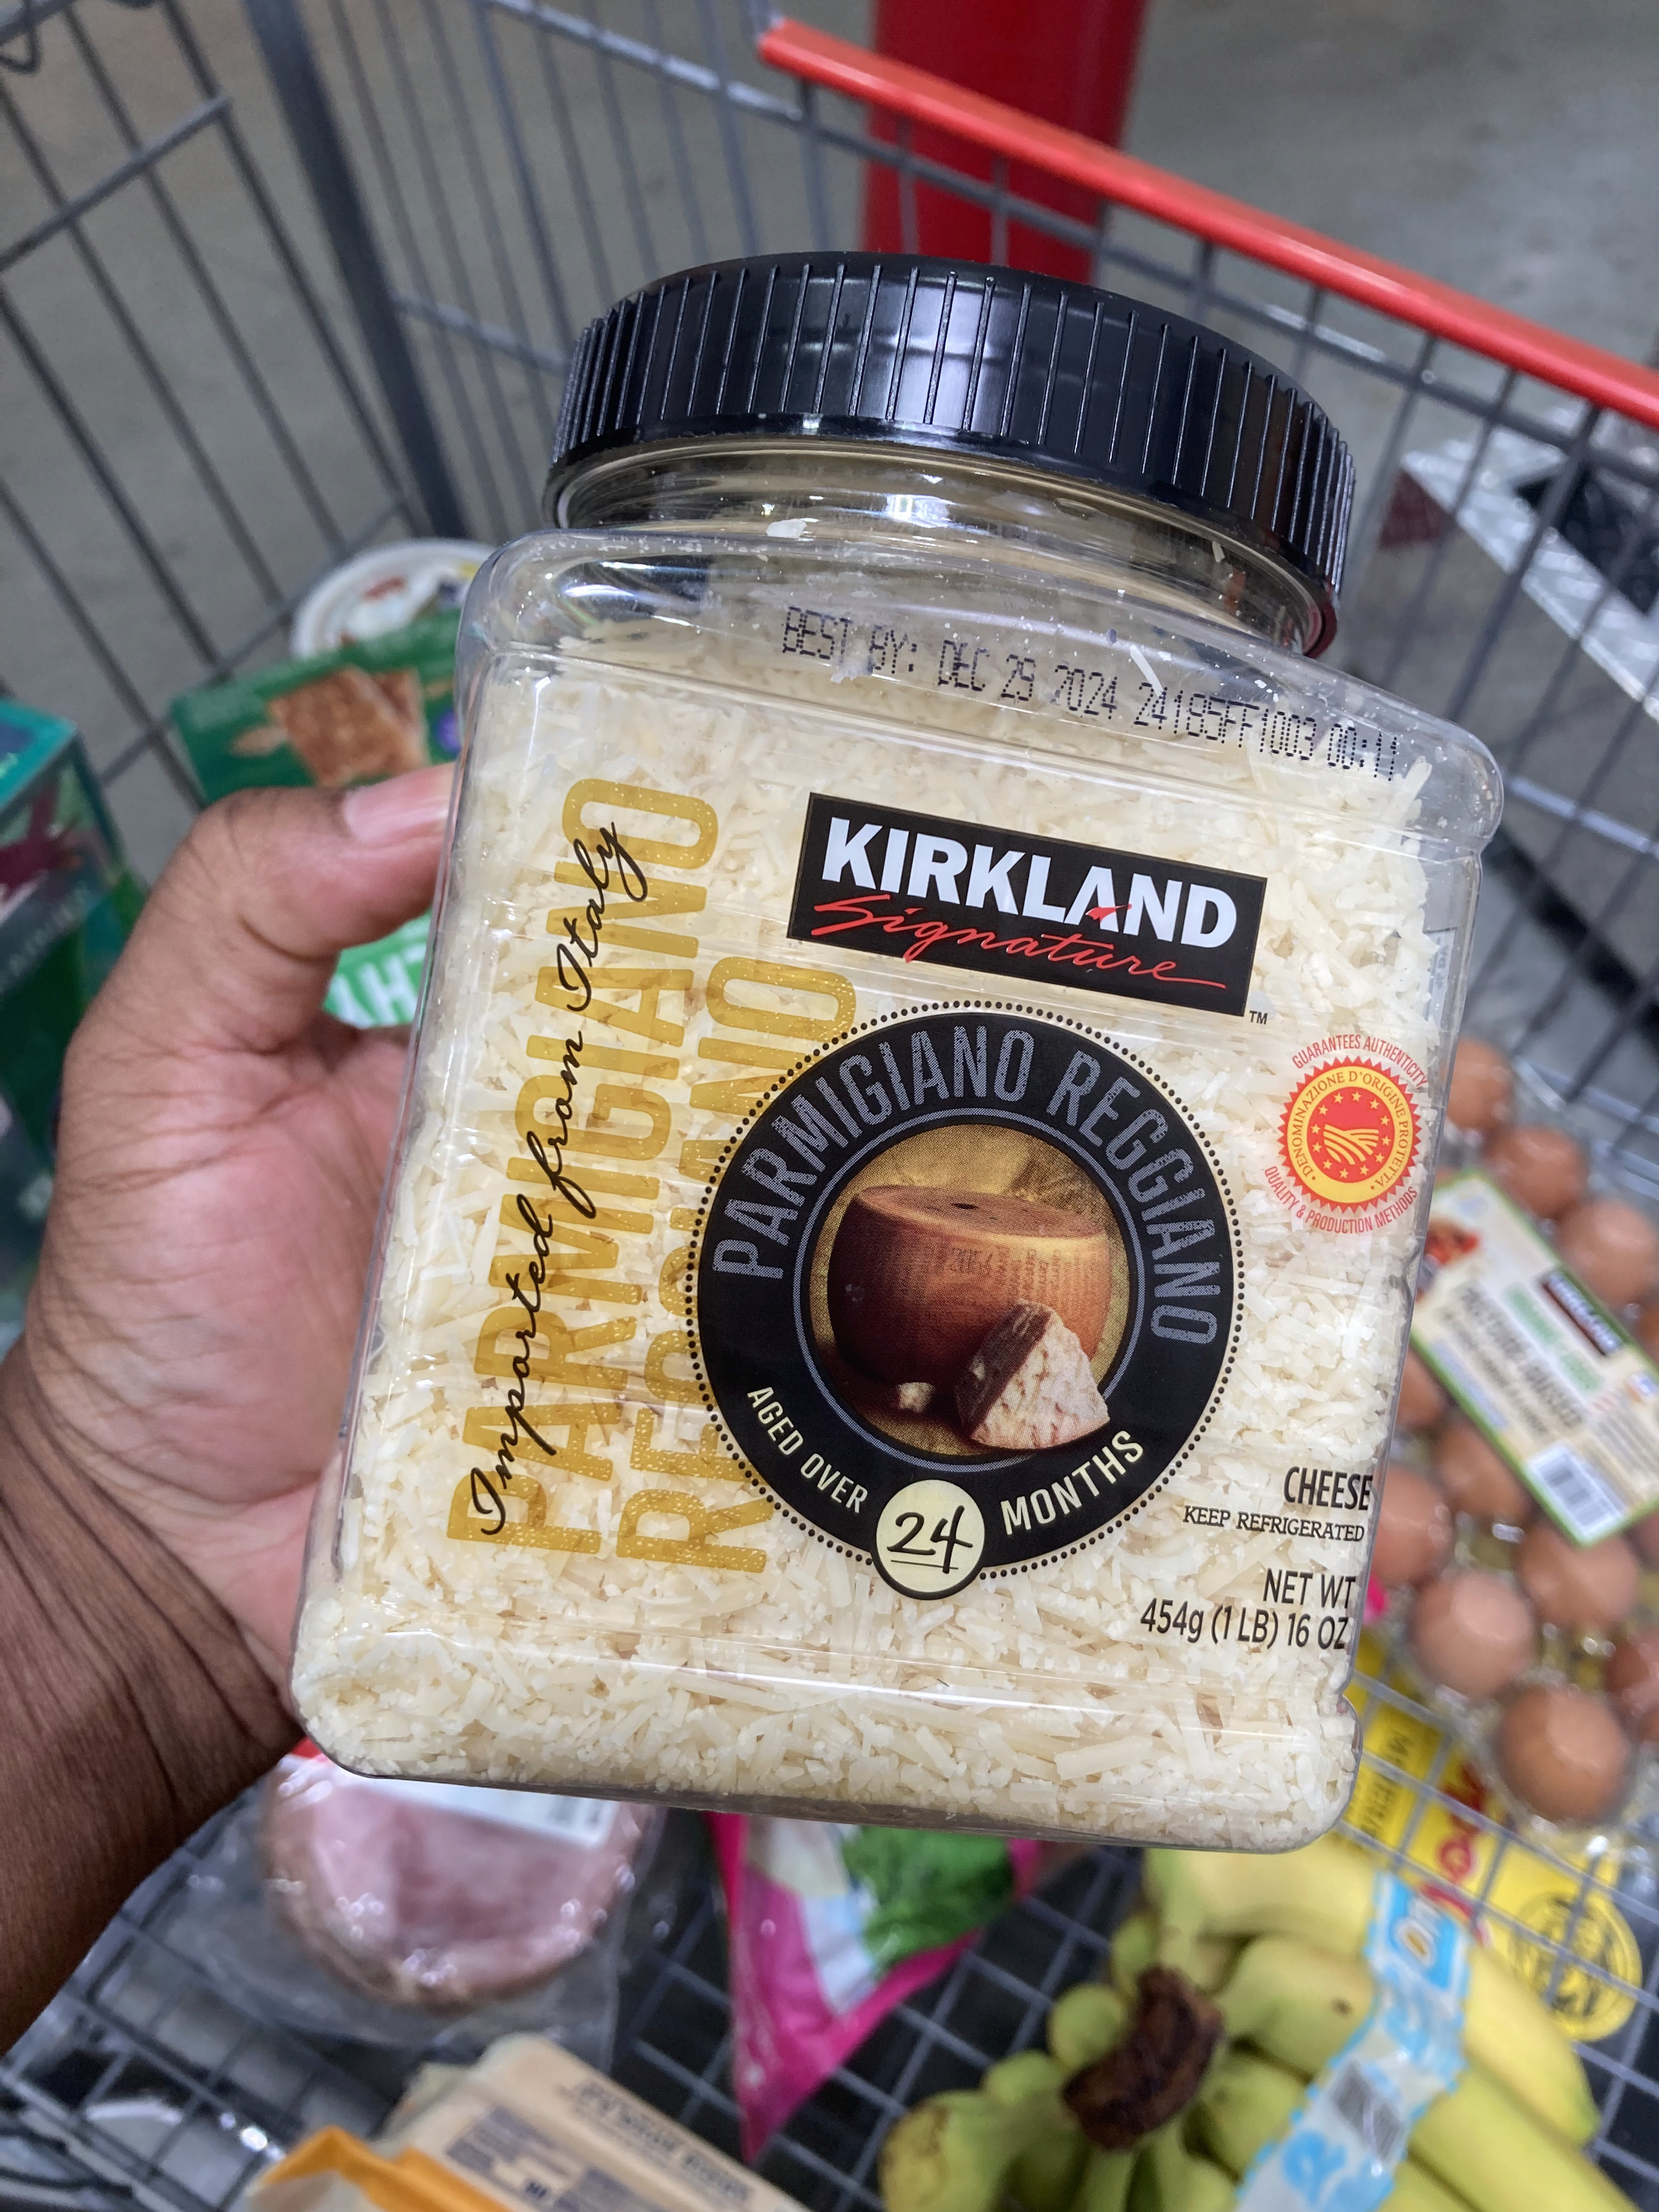 BEST BY: DEC 29 2024 24185FF1003 00:11
KIRKLAND
Signature
TM
PARMIGIANO
REGGIANO
Imported from Italy
PARMIGIANO REGGIANO
AGED OVER
24
MONTHS
GUARANTEES AUTHENTICITY
DENOMINAZIONE D'ORIGINE PROTETTA
QUALITY & PRODUCTION METHODS
CHEESE
KEEP REFRIGERATED
NET WT
454g (1 LB) 16 OZ